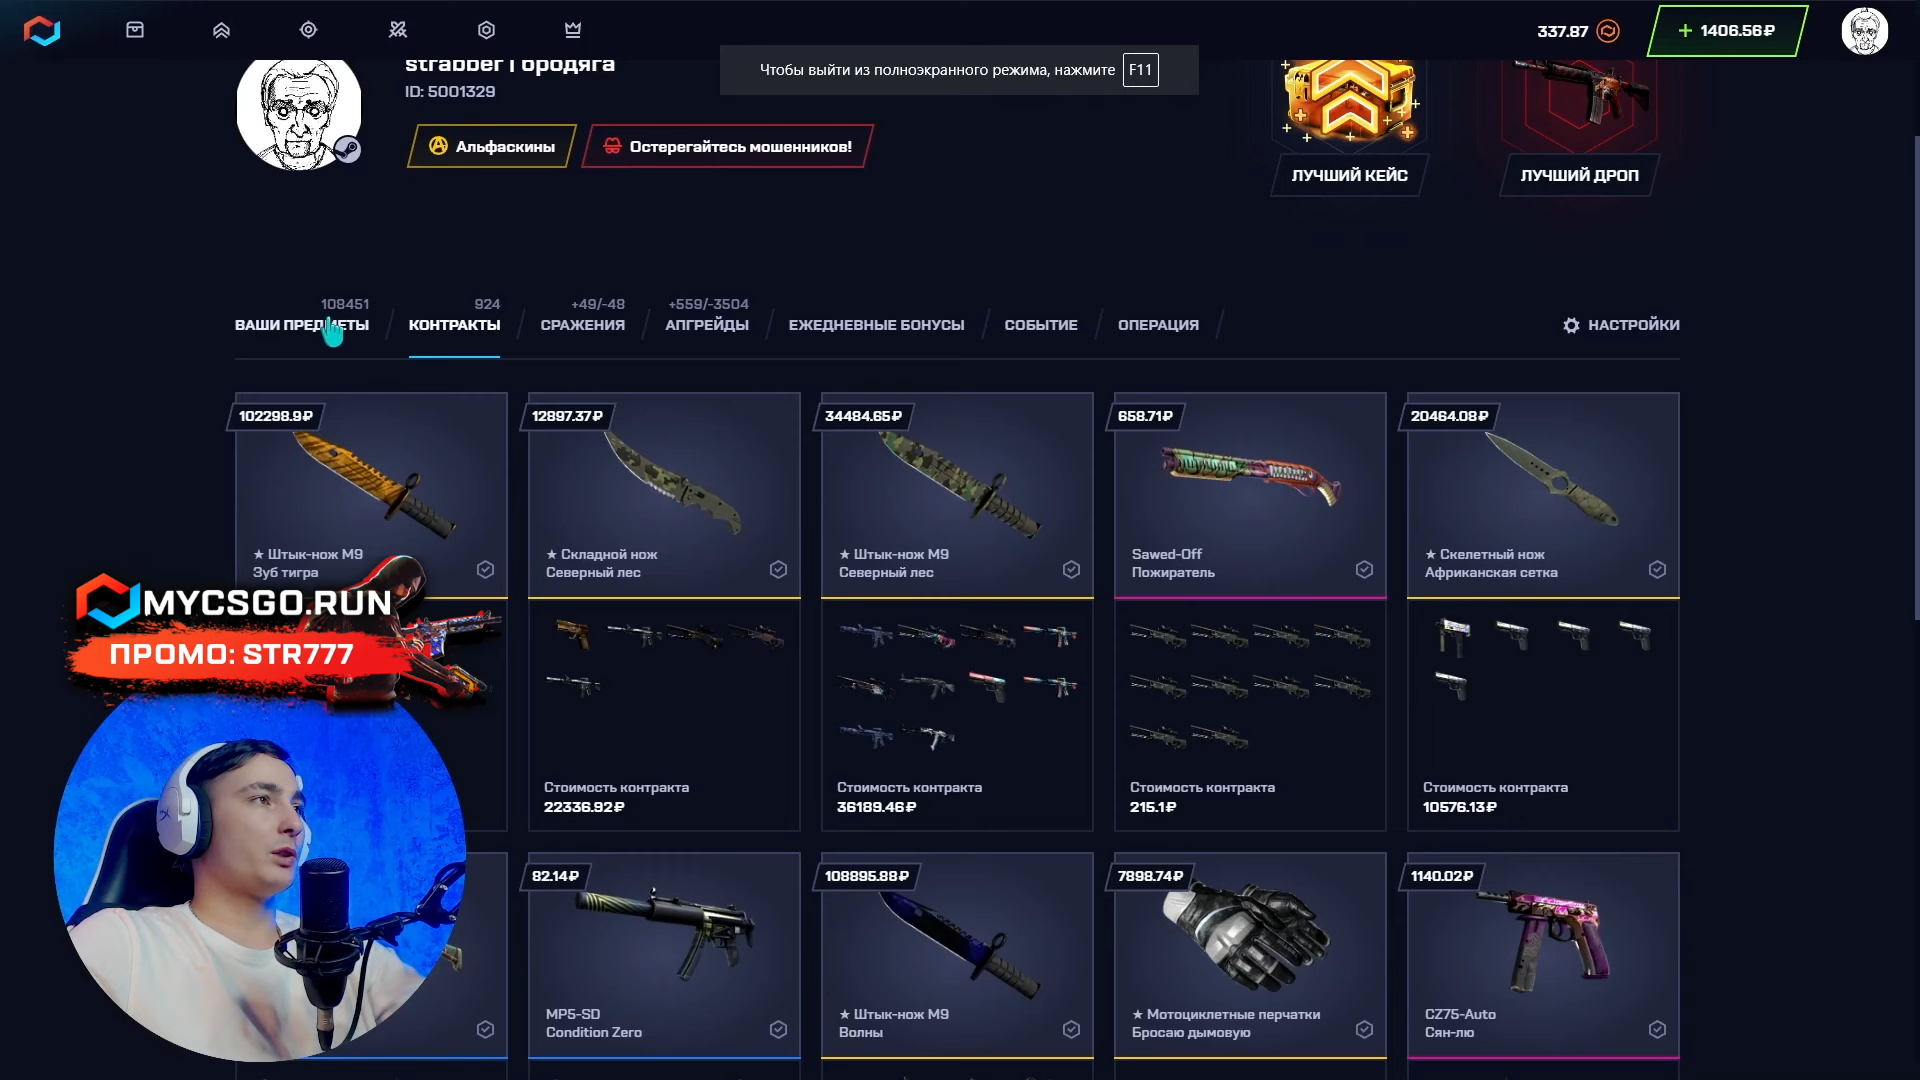 337.87
+ 1406.56₽
strabber | бродяга
ID: 5001329
Чтобы выйти из полноэкранного режима, нажмите F11
Альфаскины
Остерегайтесь мошенников!
ЛУЧШИЙ КЕЙС
ЛУЧШИЙ ДРОП
108451
924
+49/-48
+559/-3504
ВАШИ ПРЕДМЕТЫ
КОНТРАКТЫ
СРАЖЕНИЯ
АПГРЕЙДЫ
ЕЖЕДНЕВНЫЕ БОНУСЫ
СОБЫТИЕ
ОПЕРАЦИЯ
НАСТРОЙКИ
102298.9₽
★ Штык-нож M9
Зуб тигра
12897.37₽
★ Складной нож
Северный лес
34484.65₽
★ Штык-нож M9
Северный лес
658.71₽
Sawed-Off
Пожиратель
20464.08₽
★ Скелетный нож
Африканская сетка
MYCSGO.RUN
ПРОМО: STR777
Стоимость контракта
22336.92₽
Стоимость контракта
36189.46₽
Стоимость контракта
215.1₽
Стоимость контракта
10576.13₽
82.14₽
MP5-SD
Condition Zero
108895.88₽
★ Штык-нож M9
Волны
7898.74₽
★ Мотоциклетные перчатки
Бросаю дымовую
1140.02₽
CZ75-Auto
Сян-лю